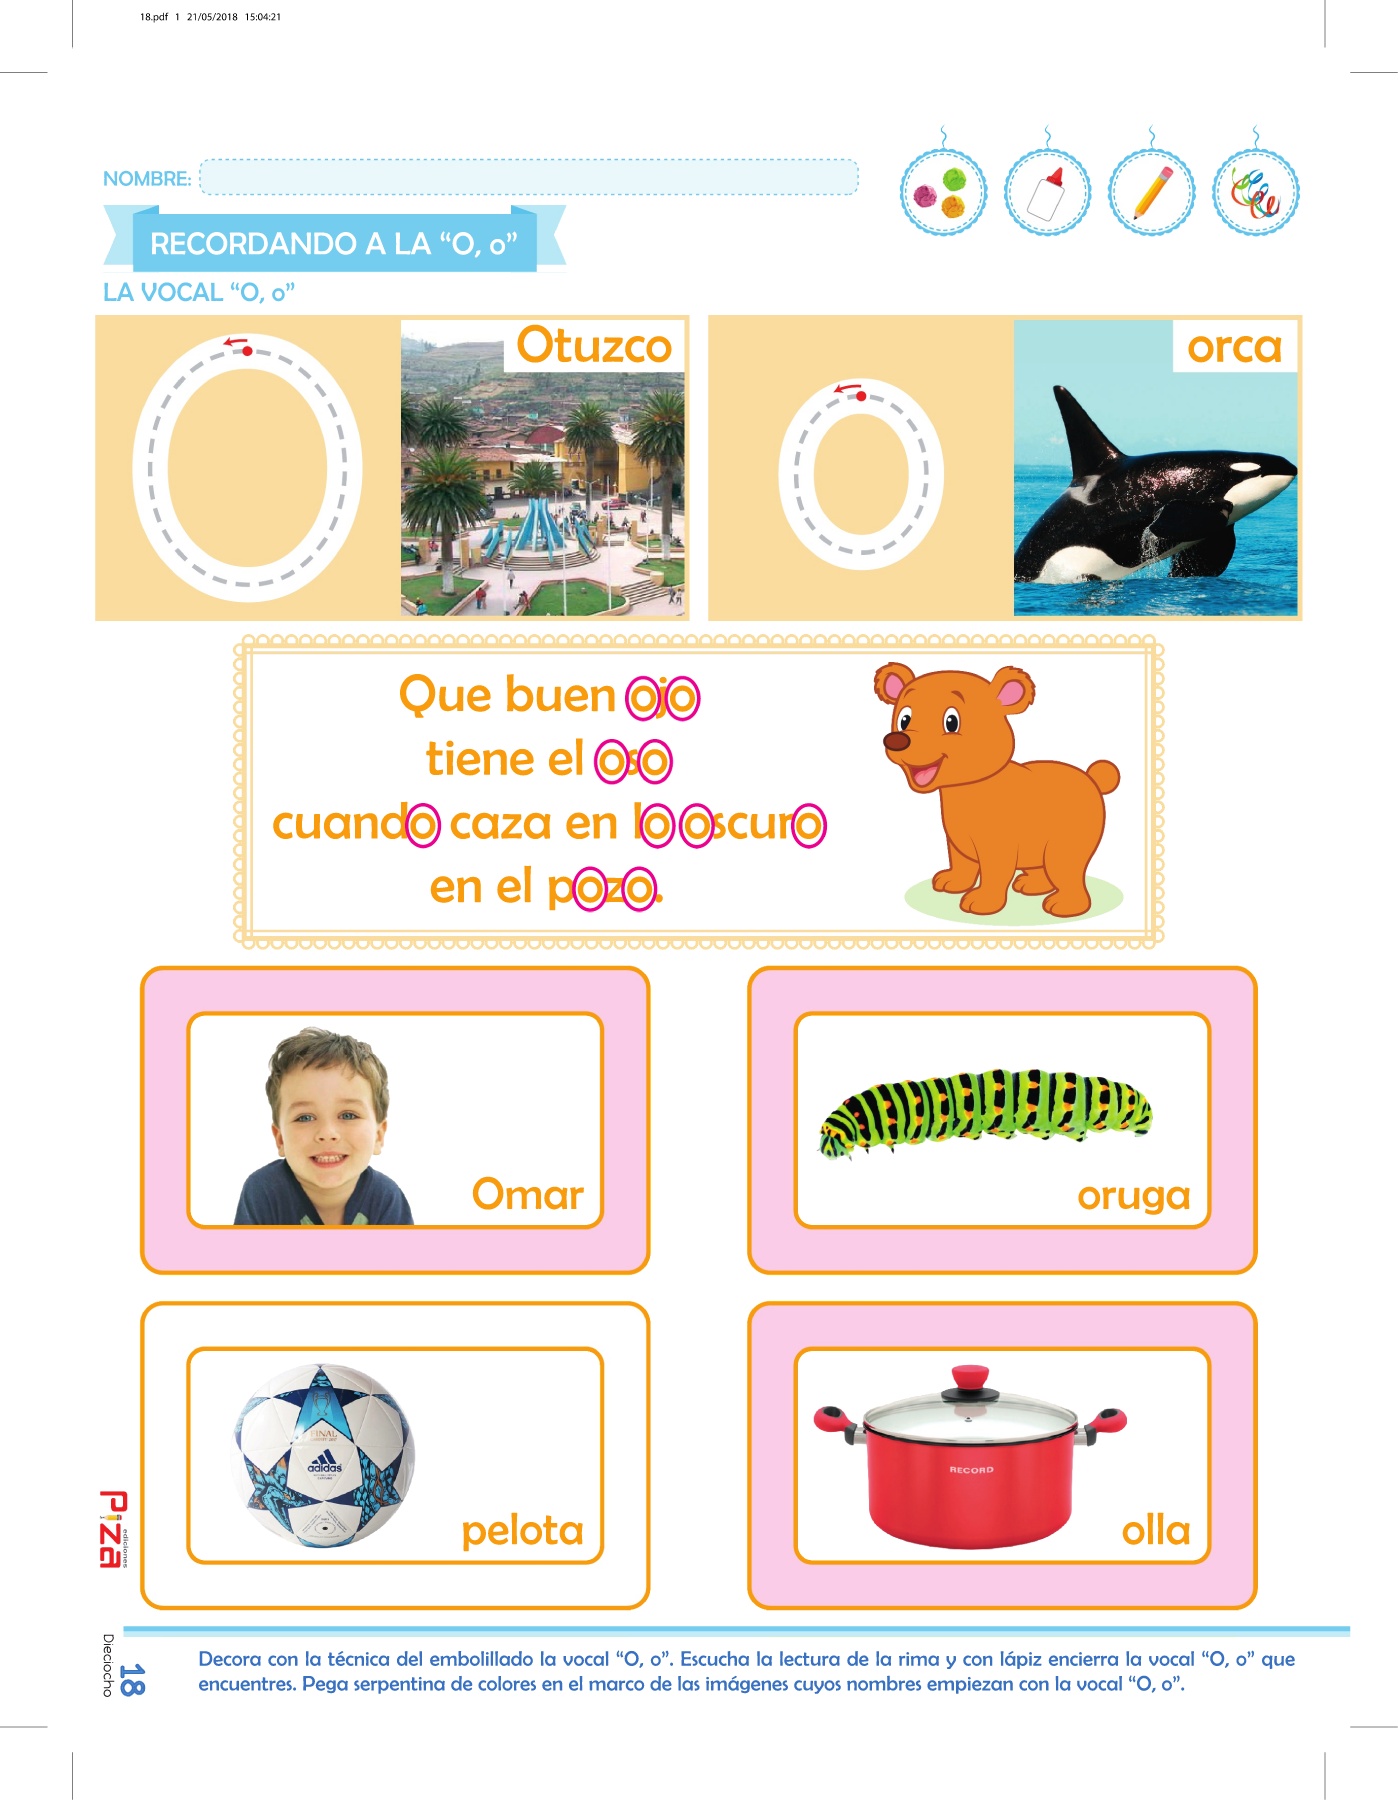 18.pdf 1 21/05/2018 15:04:21
NOMBRE:
RECORDANDO A LA “O, o”
LA VOCAL “O, o”
Otuzco
orca
Que buen ojo
tiene el oso
cuando caza en lo oscuro
en el pozo.
Omar
oruga
FINAL
adidas
pelota
RECORD
olla
Piza
ediciones
Dieciocho
18
Decora con la técnica del embolillado la vocal “O, o”. Escucha la lectura de la rima y con lápiz encierra la vocal “O, o” que
encuentres. Pega serpentina de colores en el marco de las imágenes cuyos nombres empiezan con la vocal “O, o”.